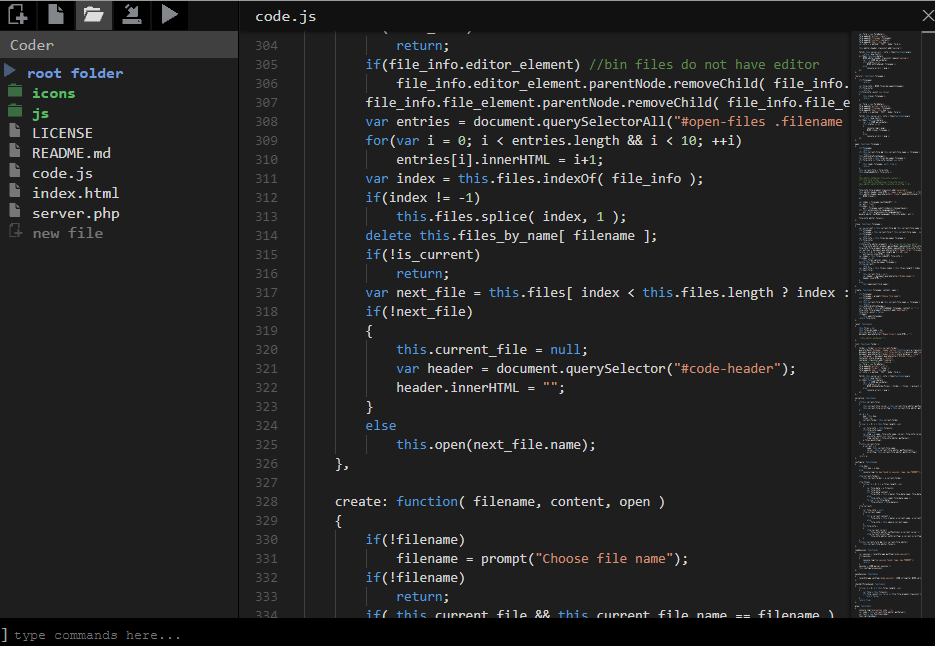 code.js
Coder
root folder
icons
js
LICENSE
README.md
code.js
index.html
server.php
new file
304 return;
305 if(file_info.editor_element) //bin files do not have editor
306 file_info.editor_element.parentNode.removeChild( file_info.
307 file_info.file_element.parentNode.removeChild( file_info.file_e
308 var entries = document.querySelectorAll("#open-files .filename
309 for(var i = 0; i < entries.length && i < 10; ++i)
310 entries[i].innerHTML = i+1;
311 var index = this.files.indexOf( file_info );
312 if(index != -1)
313 this.files.splice( index, 1 );
314 delete this.files_by_name[ filename ];
315 if(!is_current)
316 return;
317 var next_file = this.files[ index < this.files.length ? index :
318 if(!next_file)
319 {
320 this.current_file = null;
321 var header = document.querySelector("#code-header");
322 header.innerHTML = "";
323 }
324 else
325 this.open(next_file.name);
326 },
327
328 create: function( filename, content, open )
329 {
330 if(!filename)
331 filename = prompt("Choose file name");
332 if(!filename)
333 return;
334 if( this.current_file && this.current_file.name == filename )
] type commands here...